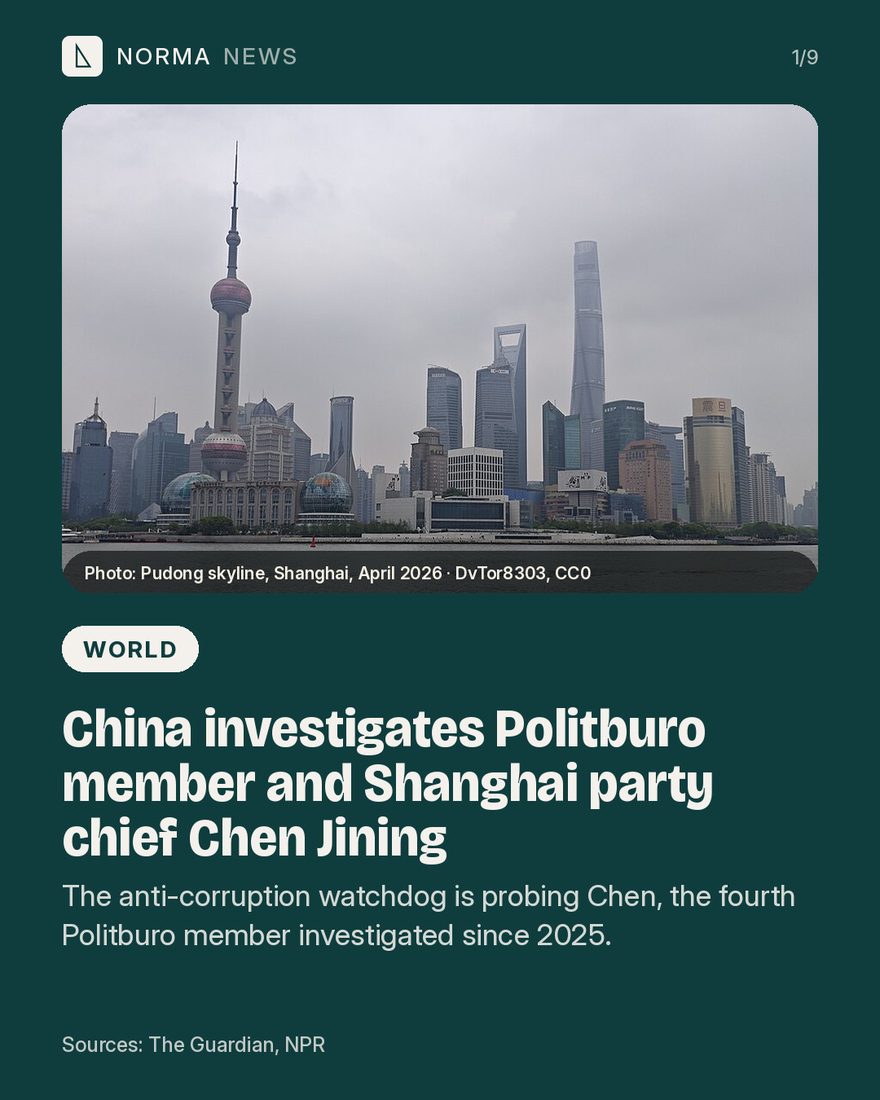 NORMA NEWS
1/9
震旦
Photo: Pudong skyline, Shanghai, April 2026 · DvTor8303, CC0
WORLD
China investigates Politburo
member and Shanghai party
chief Chen Jining
The anti-corruption watchdog is probing Chen, the fourth
Politburo member investigated since 2025.
Sources: The Guardian, NPR